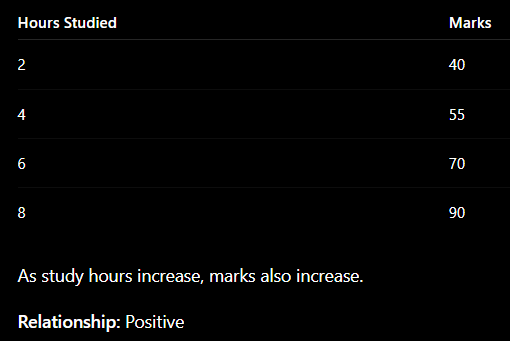 Hours Studied Marks
2 40
4 55
6 70
8 90
As study hours increase, marks also increase.
Relationship: Positive